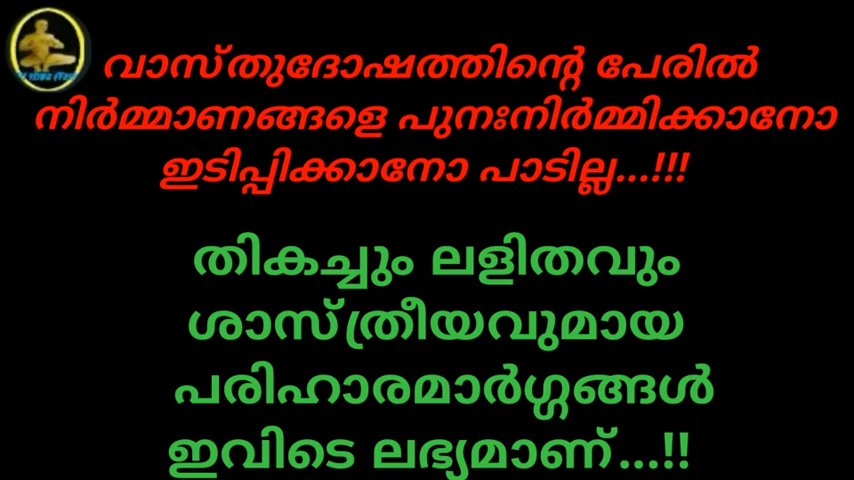 വാസ്തുദോഷത്തിന്റെ പേരിൽ
നിർമ്മാണങ്ങളെ പുനഃനിർമ്മിക്കാനോ
ഇടിപ്പിക്കാനോ പാടില്ല...!!!
തികച്ചും ലളിതവും
ശാസ്ത്രീയവുമായ
പരിഹാരമാർഗ്ഗങ്ങൾ
ഇവിടെ ലഭ്യമാണ്...!!